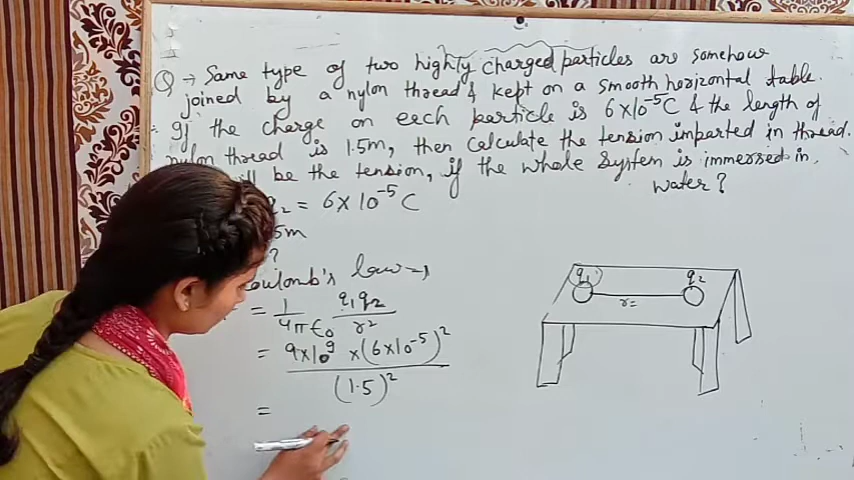 Q → Same type of two highly charged particles are somehow
joined by a nylon thread & kept on a smooth horizontal table.
If the charge on each particle is 6×10⁻⁵C & the length of
nylon thread is 1.5m, then calculate the tension imparted in thread.
will be the tension, if the whole system is immersed in
water?
q₂ = 6×10⁻⁵ C
5m
?
oulomb's law →
= 1/4πϵ₀ q₁q₂/r²
= 9×10⁹ ×(6×10⁻⁵)²/(1.5)²
=
q₁ q₂
r=